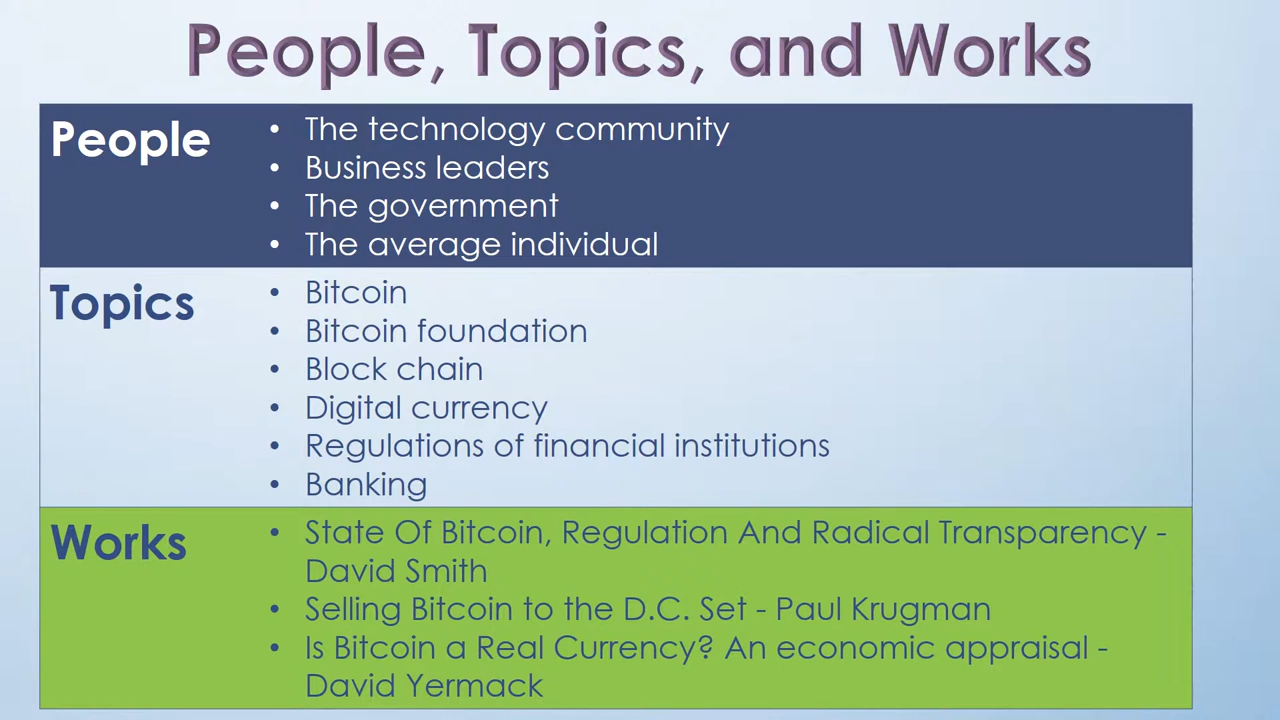 People, Topics, and Works
People
• The technology community
• Business leaders
• The government
• The average individual
Topics
• Bitcoin
• Bitcoin foundation
• Block chain
• Digital currency
• Regulations of financial institutions
• Banking
Works
• State Of Bitcoin, Regulation And Radical Transparency -
David Smith
• Selling Bitcoin to the D.C. Set - Paul Krugman
• Is Bitcoin a Real Currency? An economic appraisal -
David Yermack